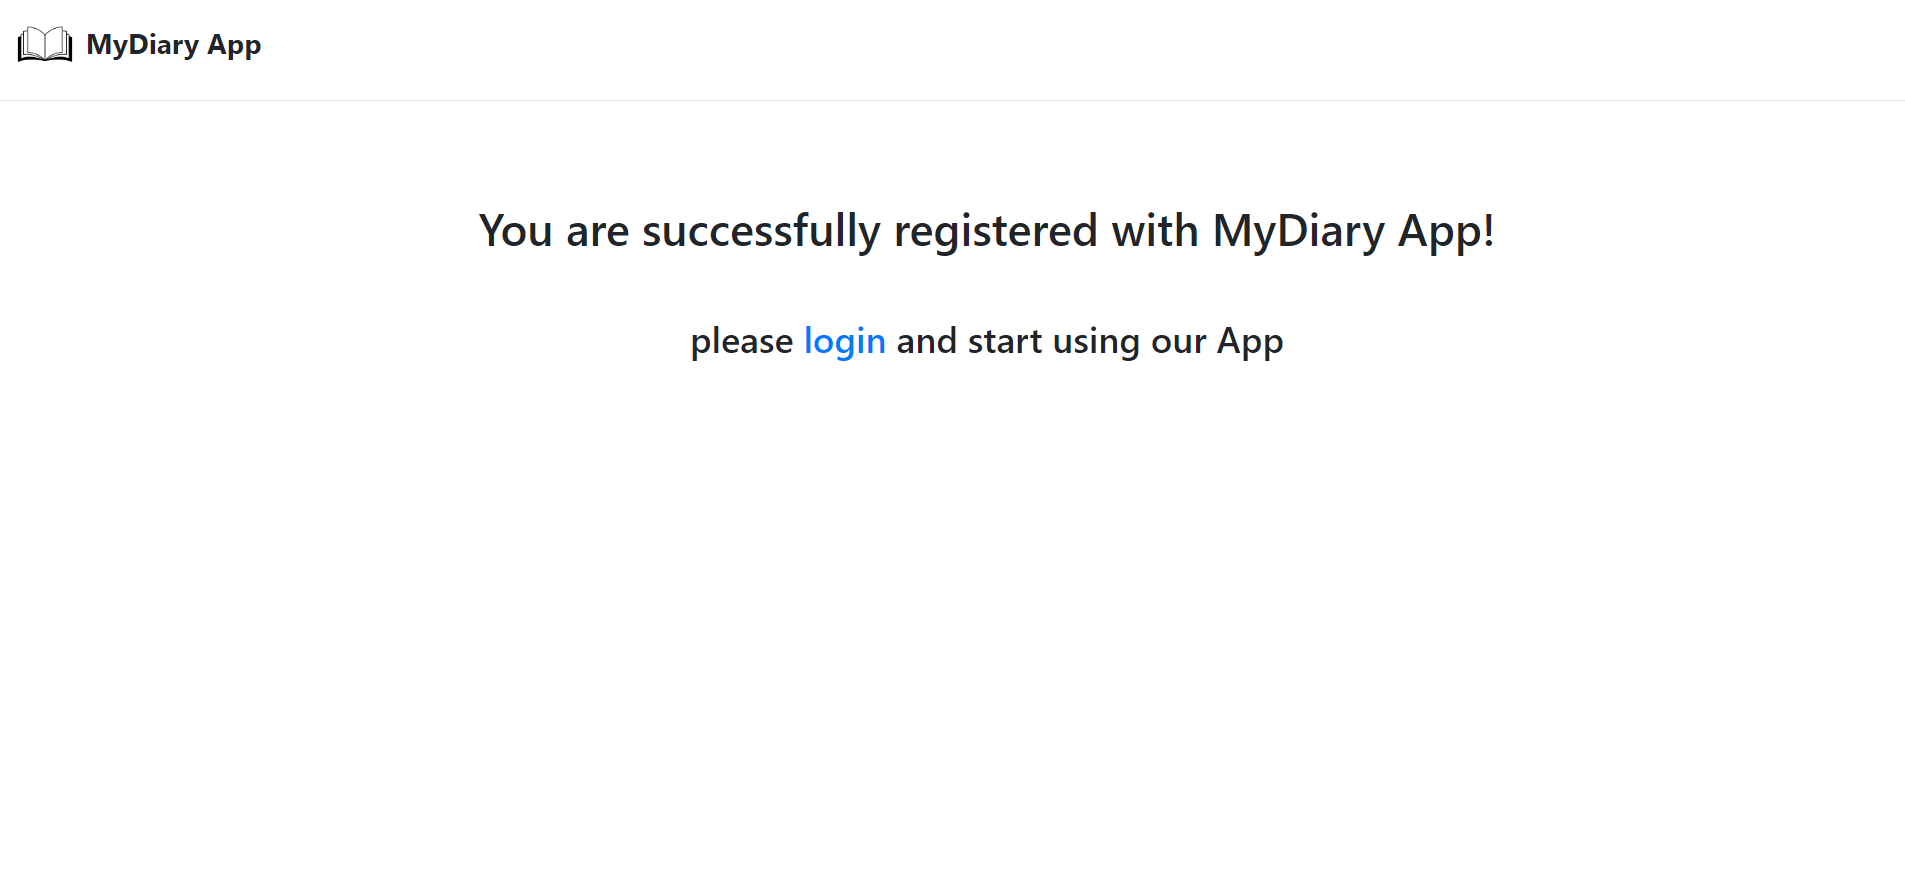 MyDiary App
You are successfully registered with MyDiary App!
please login and start using our App